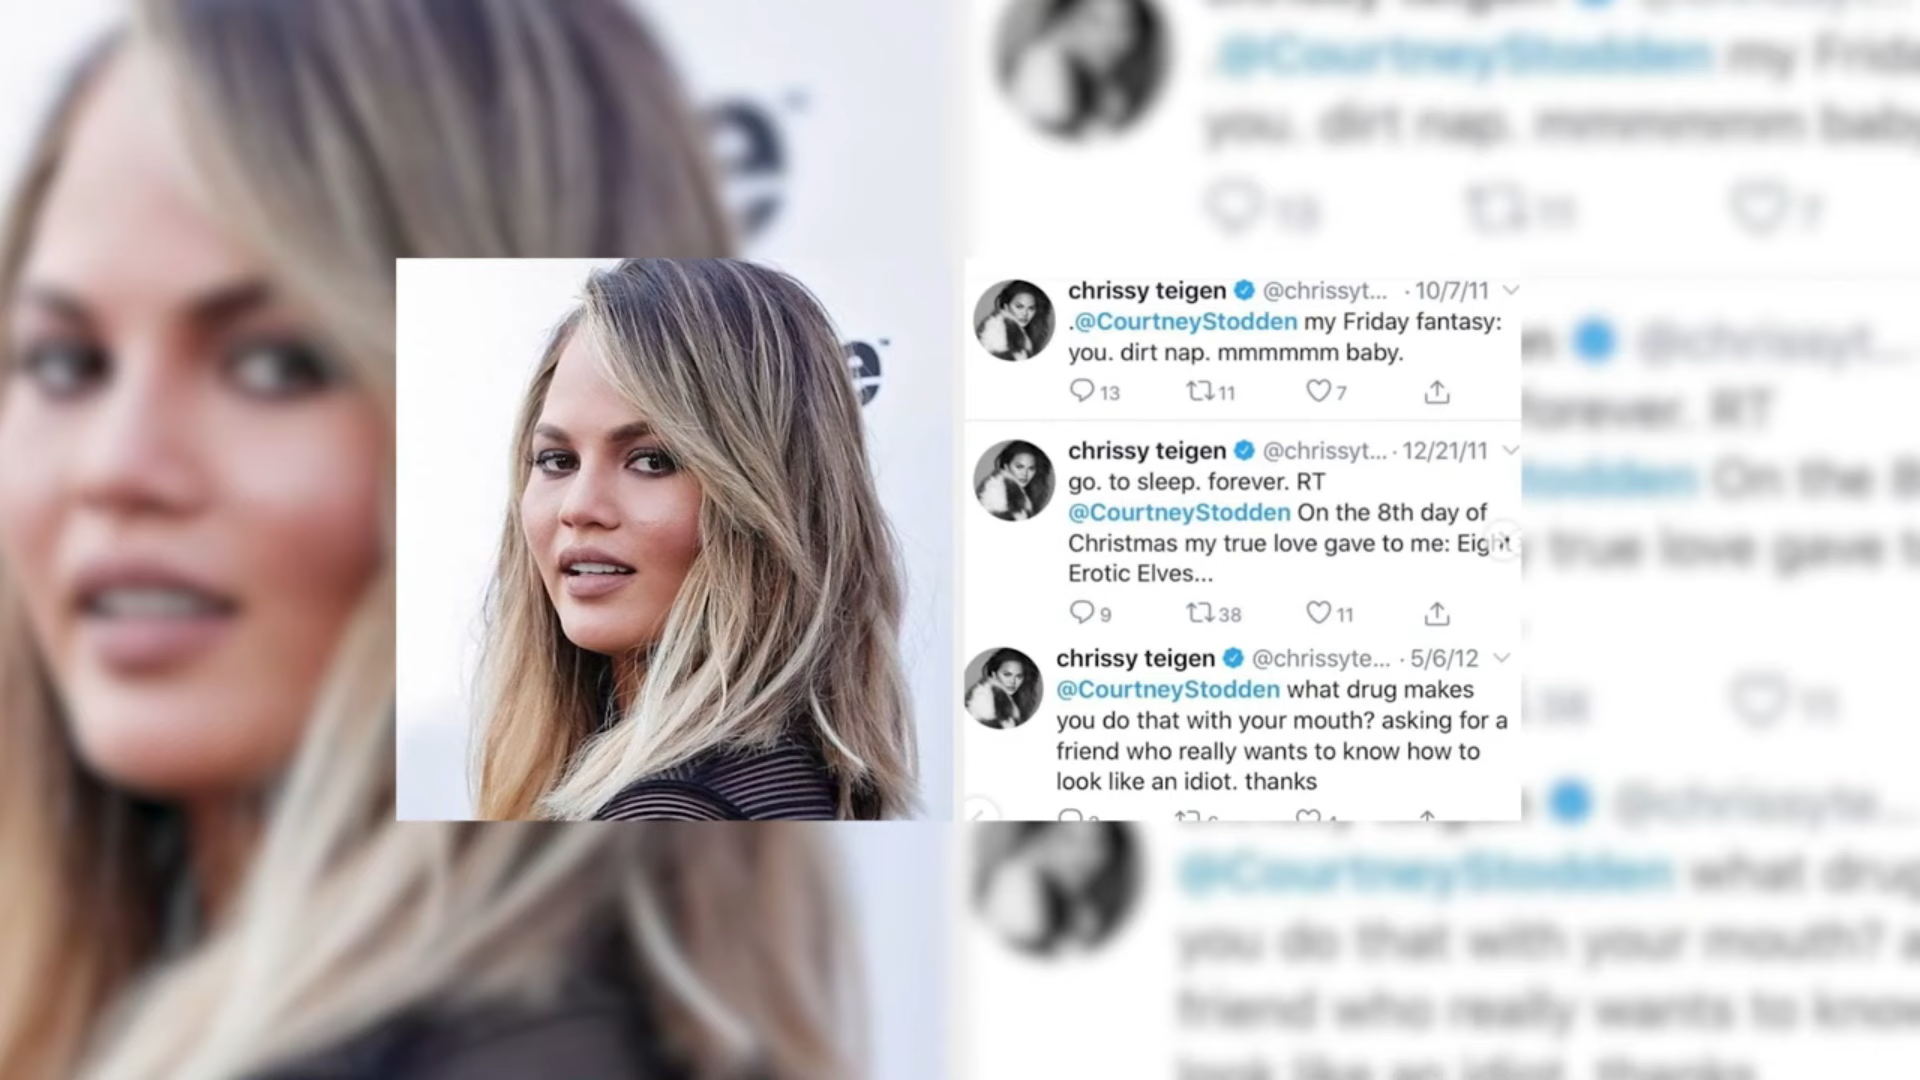 chrissy teigen @chrissyt... · 10/7/11
.@CourtneyStodden my Friday fantasy:
you. dirt nap. mmmmmm baby.
13 11 7
chrissy teigen @chrissyt... · 12/21/11
go. to sleep. forever. RT
@CourtneyStodden On the 8th day of
Christmas my true love gave to me: Eight
Erotic Elves...
9 38 11
chrissy teigen @chrissyte... · 5/6/12
@CourtneyStodden what drug makes
you do that with your mouth? asking for a
friend who really wants to know how to
look like an idiot. thanks